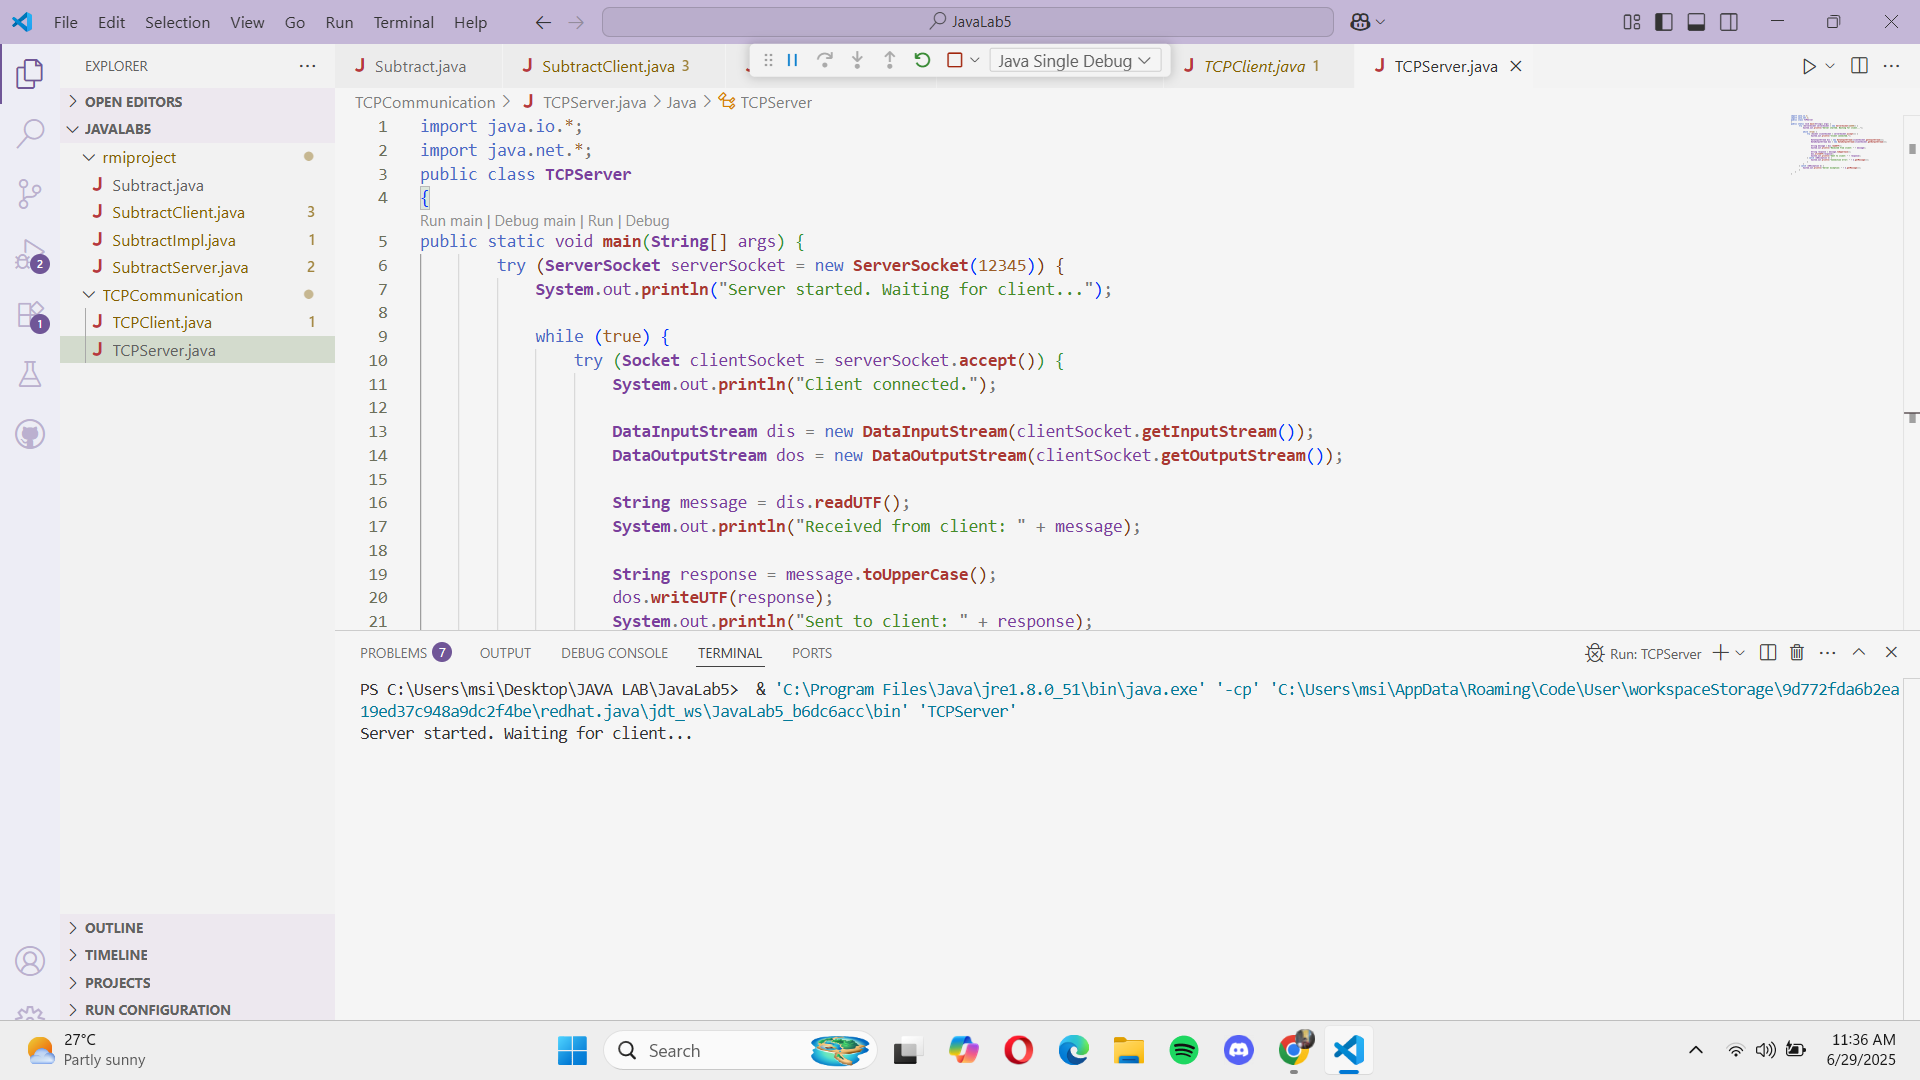 File Edit Selection View Go Run Terminal Help
JavaLab5
EXPLORER
OPEN EDITORS
JAVALAB5
rmiproject
Subtract.java
SubtractClient.java 3
SubtractImpl.java 1
SubtractServer.java 2
TCPCommunication
TCPClient.java 1
TCPServer.java
2
1
OUTLINE
TIMELINE
PROJECTS
RUN CONFIGURATION
Subtract.java
SubtractClient.java 3
Java Single Debug
TCPClient.java 1
TCPServer.java
TCPCommunication > TCPServer.java > Java > TCPServer
1 import java.io.*;
2 import java.net.*;
3 public class TCPServer
4 {
Run main | Debug main | Run | Debug
5 public static void main(String[] args) {
6 try (ServerSocket serverSocket = new ServerSocket(12345)) {
7 System.out.println("Server started. Waiting for client...");
8
9 while (true) {
10 try (Socket clientSocket = serverSocket.accept()) {
11 System.out.println("Client connected.");
12
13 DataInputStream dis = new DataInputStream(clientSocket.getInputStream());
14 DataOutputStream dos = new DataOutputStream(clientSocket.getOutputStream());
15
16 String message = dis.readUTF();
17 System.out.println("Received from client: " + message);
18
19 String response = message.toUpperCase();
20 dos.writeUTF(response);
21 System.out.println("Sent to client: " + response);
PROBLEMS 7 OUTPUT DEBUG CONSOLE TERMINAL PORTS
Run: TCPServer
PS C:\Users\msi\Desktop\JAVA LAB\JavaLab5> & 'C:\Program Files\Java\jre1.8.0_51\bin\java.exe' '-cp' 'C:\Users\msi\AppData\Roaming\Code\User\workspaceStorage\9d772fda6b2ea
19ed37c948a9dc2f4be\redhat.java\jdt_ws\JavaLab5_b6dc6acc\bin' 'TCPServer'
Server started. Waiting for client...
27°C
Partly sunny
Search
11:36 AM
6/29/2025